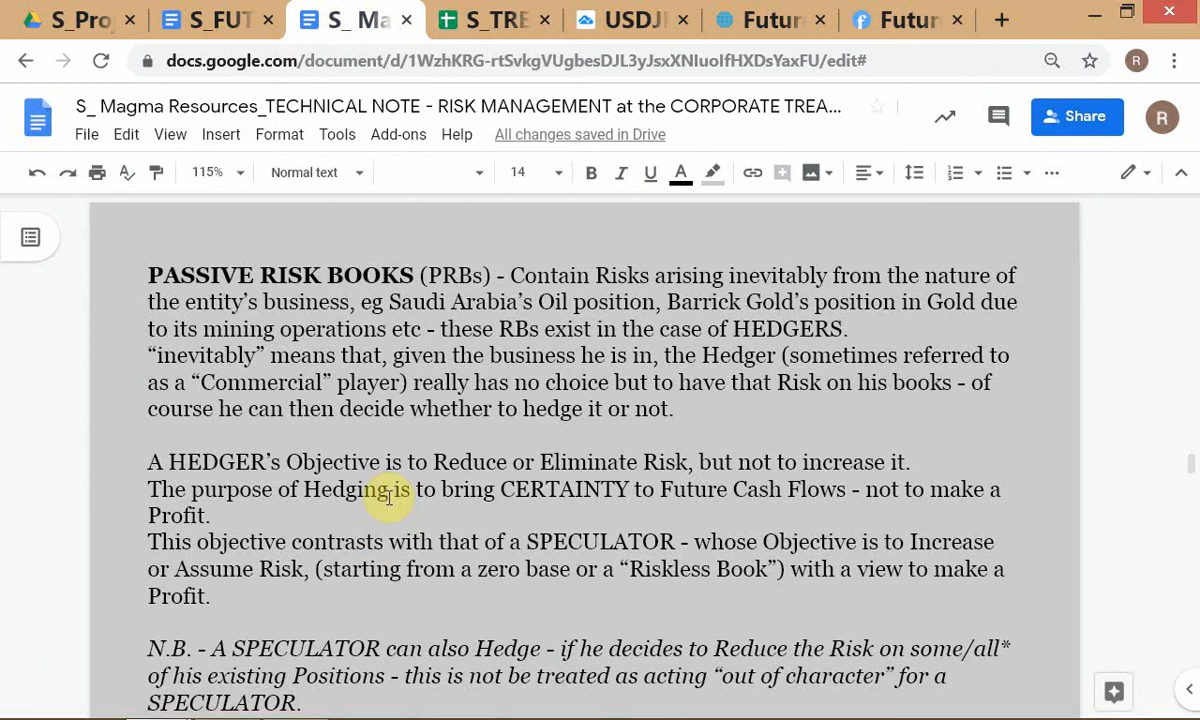 S_Proj
S_FUT
S_ Ma
S_TRE
USDJ
Futur
Futur
docs.google.com/document/d/1WzhKRG-rtSvkgVUgbesDJL3yJsxXNIuoIfHXDsYaxFU/edit#
R
S_ Magma Resources_TECHNICAL NOTE - RISK MANAGEMENT at the CORPORATE TREA...
File Edit View Insert Format Tools Add-ons Help All changes saved in Drive
Share
R
115% Normal text 14 B I U A
PASSIVE RISK BOOKS (PRBs) - Contain Risks arising inevitably from the nature of
the entity’s business, eg Saudi Arabia’s Oil position, Barrick Gold’s position in Gold due
to its mining operations etc - these RBs exist in the case of HEDGERS.
“inevitably” means that, given the business he is in, the Hedger (sometimes referred to
as a “Commercial” player) really has no choice but to have that Risk on his books - of
course he can then decide whether to hedge it or not.
A HEDGER’s Objective is to Reduce or Eliminate Risk, but not to increase it.
The purpose of Hedging is to bring CERTAINTY to Future Cash Flows - not to make a
Profit.
This objective contrasts with that of a SPECULATOR - whose Objective is to Increase
or Assume Risk, (starting from a zero base or a “Riskless Book”) with a view to make a
Profit.
N.B. - A SPECULATOR can also Hedge - if he decides to Reduce the Risk on some/all*
of his existing Positions - this is not be treated as acting “out of character” for a
SPECULATOR.